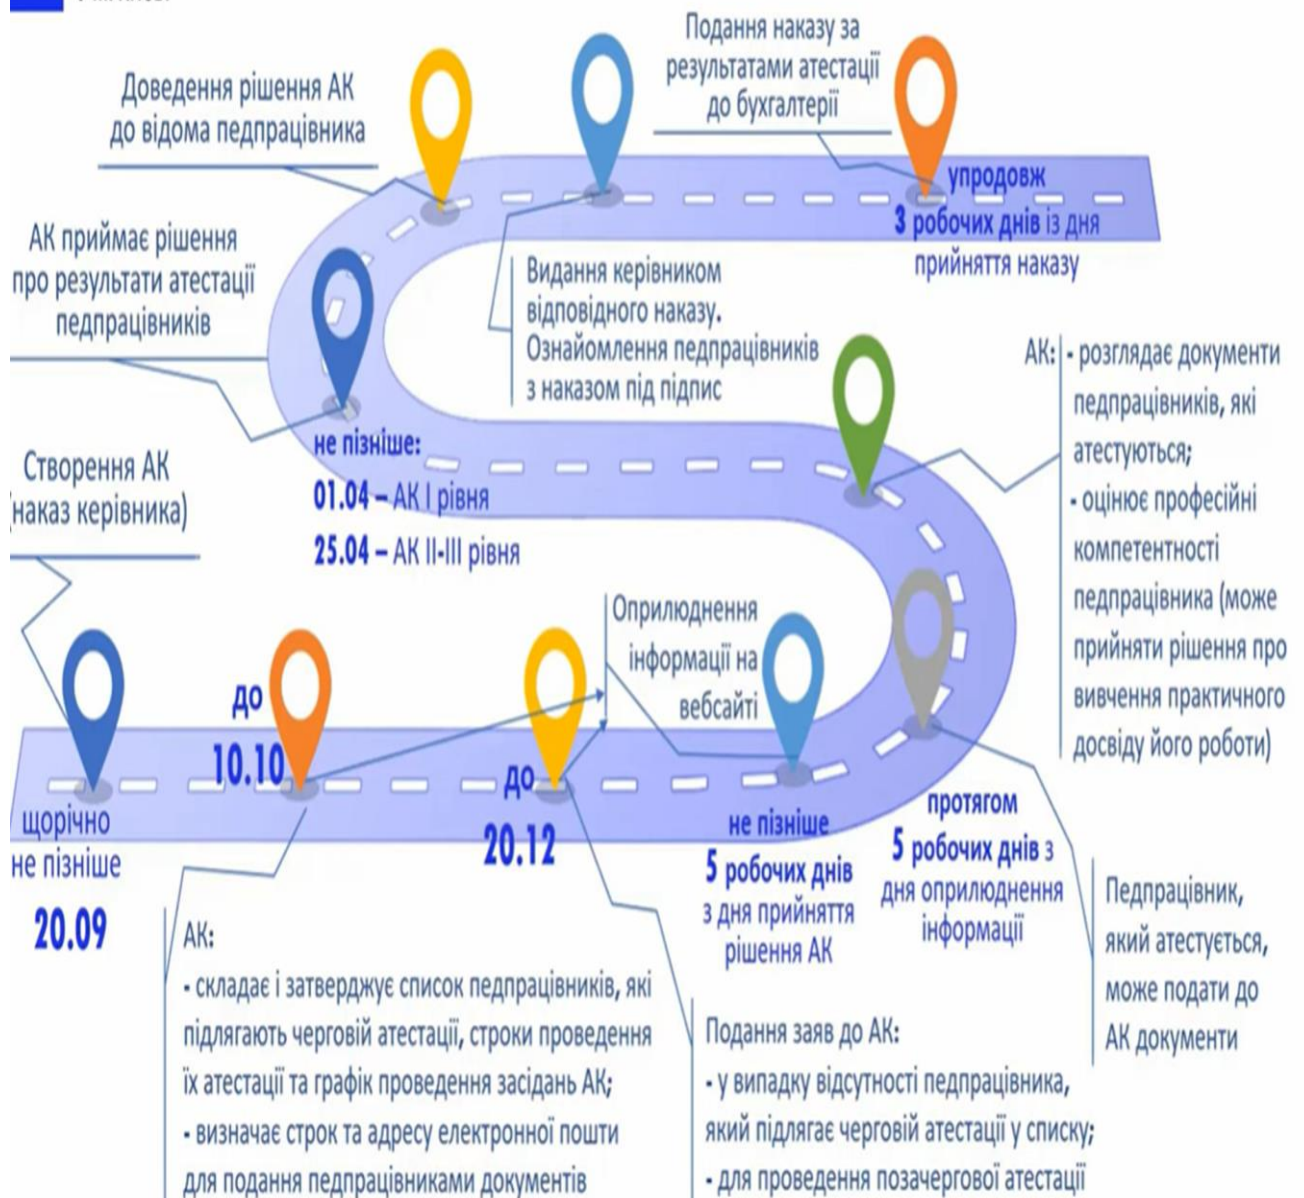 Подання наказу за
результатами атестації
до бухгалтерії
Доведення рішення АК
до відома педпрацівника
упродовж
3 робочих днів із дня
прийняття наказу
АК приймає рішення
про результати атестації
педпрацівників
Видання керівником
відповідного наказу.
Ознайомлення педпрацівників
з наказом під підпис
АК:
- розглядає документи
педпрацівників, які
атестуються;
- оцінює професійні
компетентності
педпрацівника (може
прийняти рішення про
вивчення практичного
досвіду його роботи)
не пізніше:
01.04 – АК І рівня
25.04 – АК ІІ-ІІІ рівня
Створення АК
(наказ керівника)
Оприлюднення
інформації на
вебсайті
до
10.10
до
20.12
щорічно
не пізніше
20.09
не пізніше
5 робочих днів
з дня прийняття
рішення АК
протягом
5 робочих днів з
дня оприлюднення
інформації
Педпрацівник,
який атестується,
може подати до
АК документи
АК:
- складає і затверджує список педпрацівників, які
підлягають черговій атестації, строки проведення
їх атестації та графік проведення засідань АК;
- визначає строк та адресу електронної пошти
для подання педпрацівниками документів
Подання заяв до АК:
- у випадку відсутності педпрацівника,
який підлягає черговій атестації у списку;
- для проведення позачергової атестації